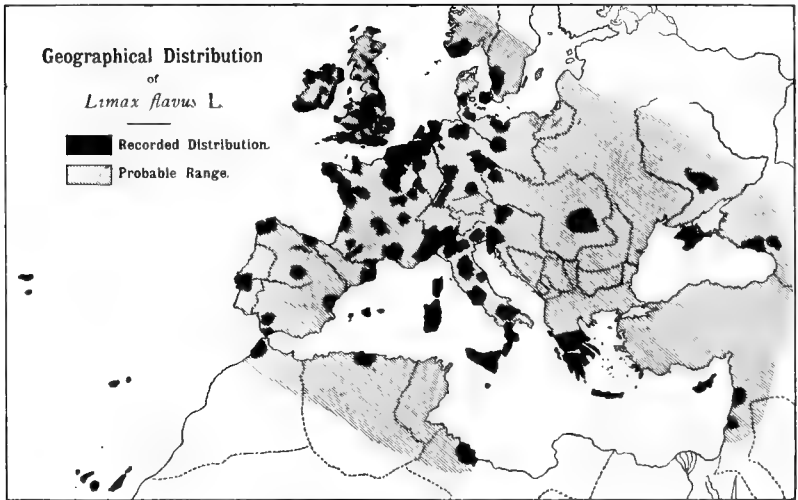 Geographical Distribution
of
Limax flavus L.
Recorded Distribution.
Probable Range.